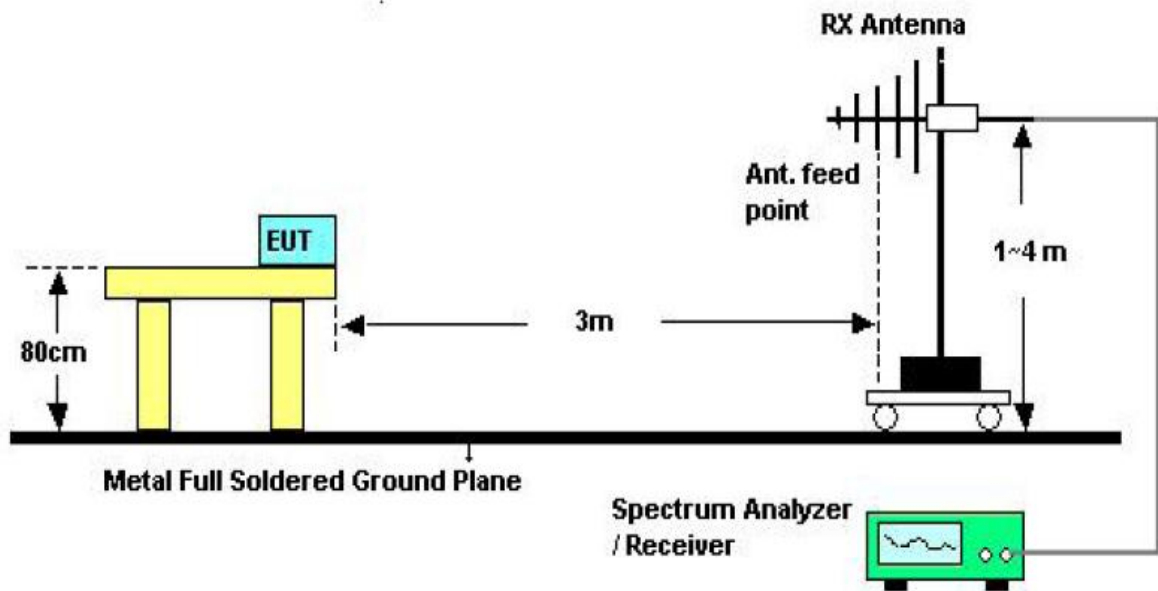 RX Antenna
Ant. feed
point
EUT
1~4 m
3m
80cm
Metal Full Soldered Ground Plane
Spectrum Analyzer
/ Receiver